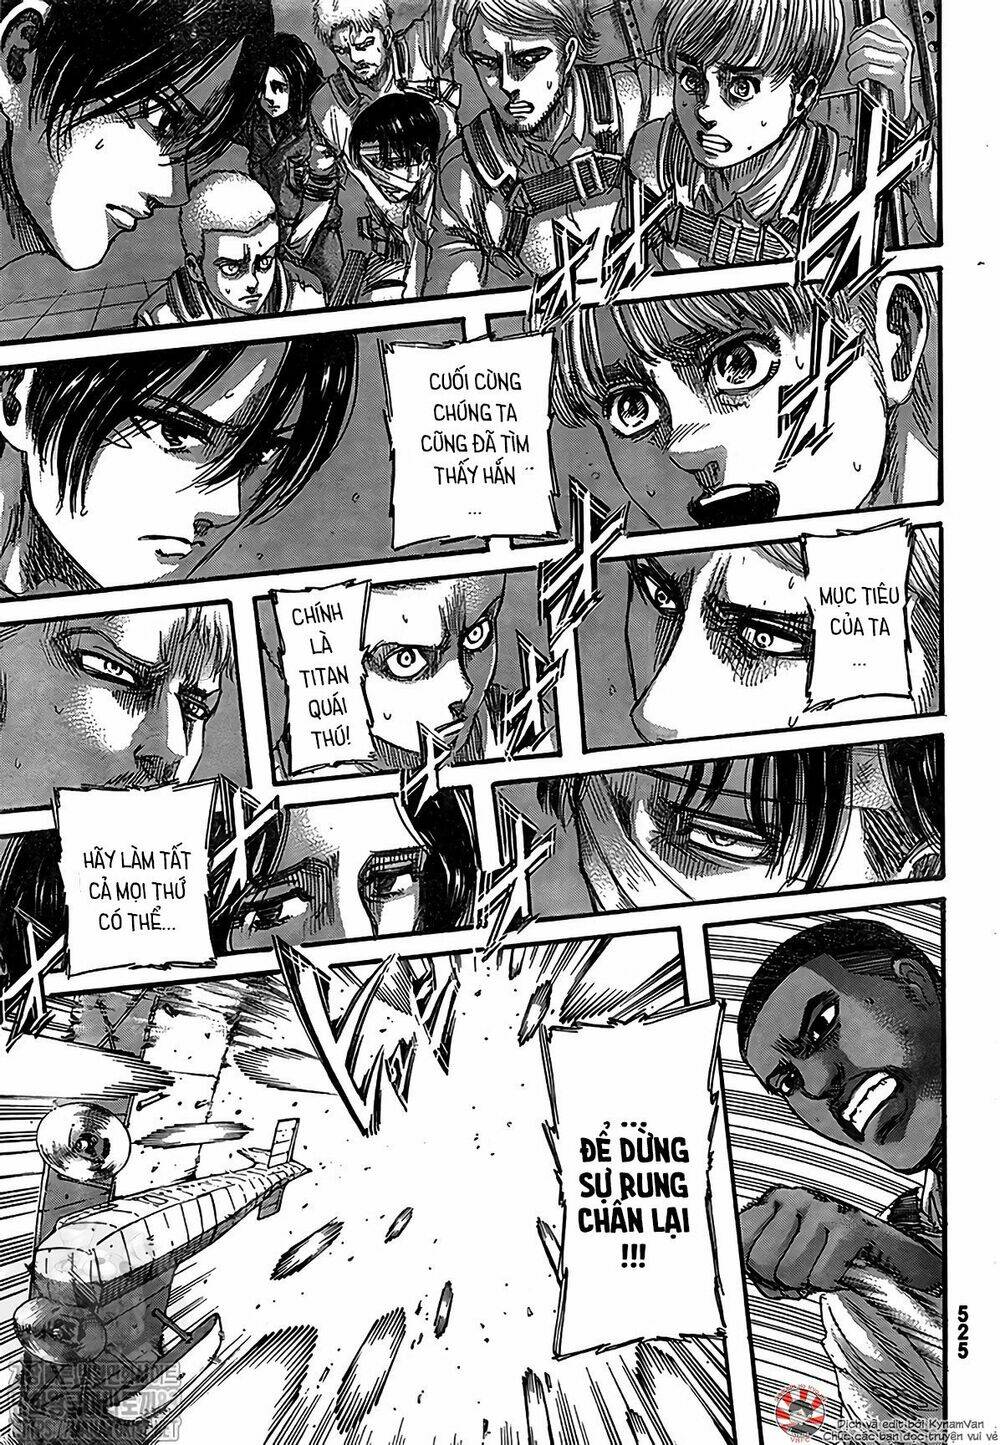 CUỐI CÙNG
CHÚNG TA
CŨNG ĐÃ TÌM
THẤY HẮN
...
MỤC TIÊU
CỦA TA
...
CHÍNH
LÀ
TITAN
QUÁI
THÚ!
HÃY LÀM TẤT
CẢ MỌI THỨ
CÓ THỂ...
...
ĐỂ DỪNG
SỰ RUNG
CHẤN LẠI
!!!
525
Dịch và edit bởi KynamVan
Chúc các bạn đọc truyện vui vẻ